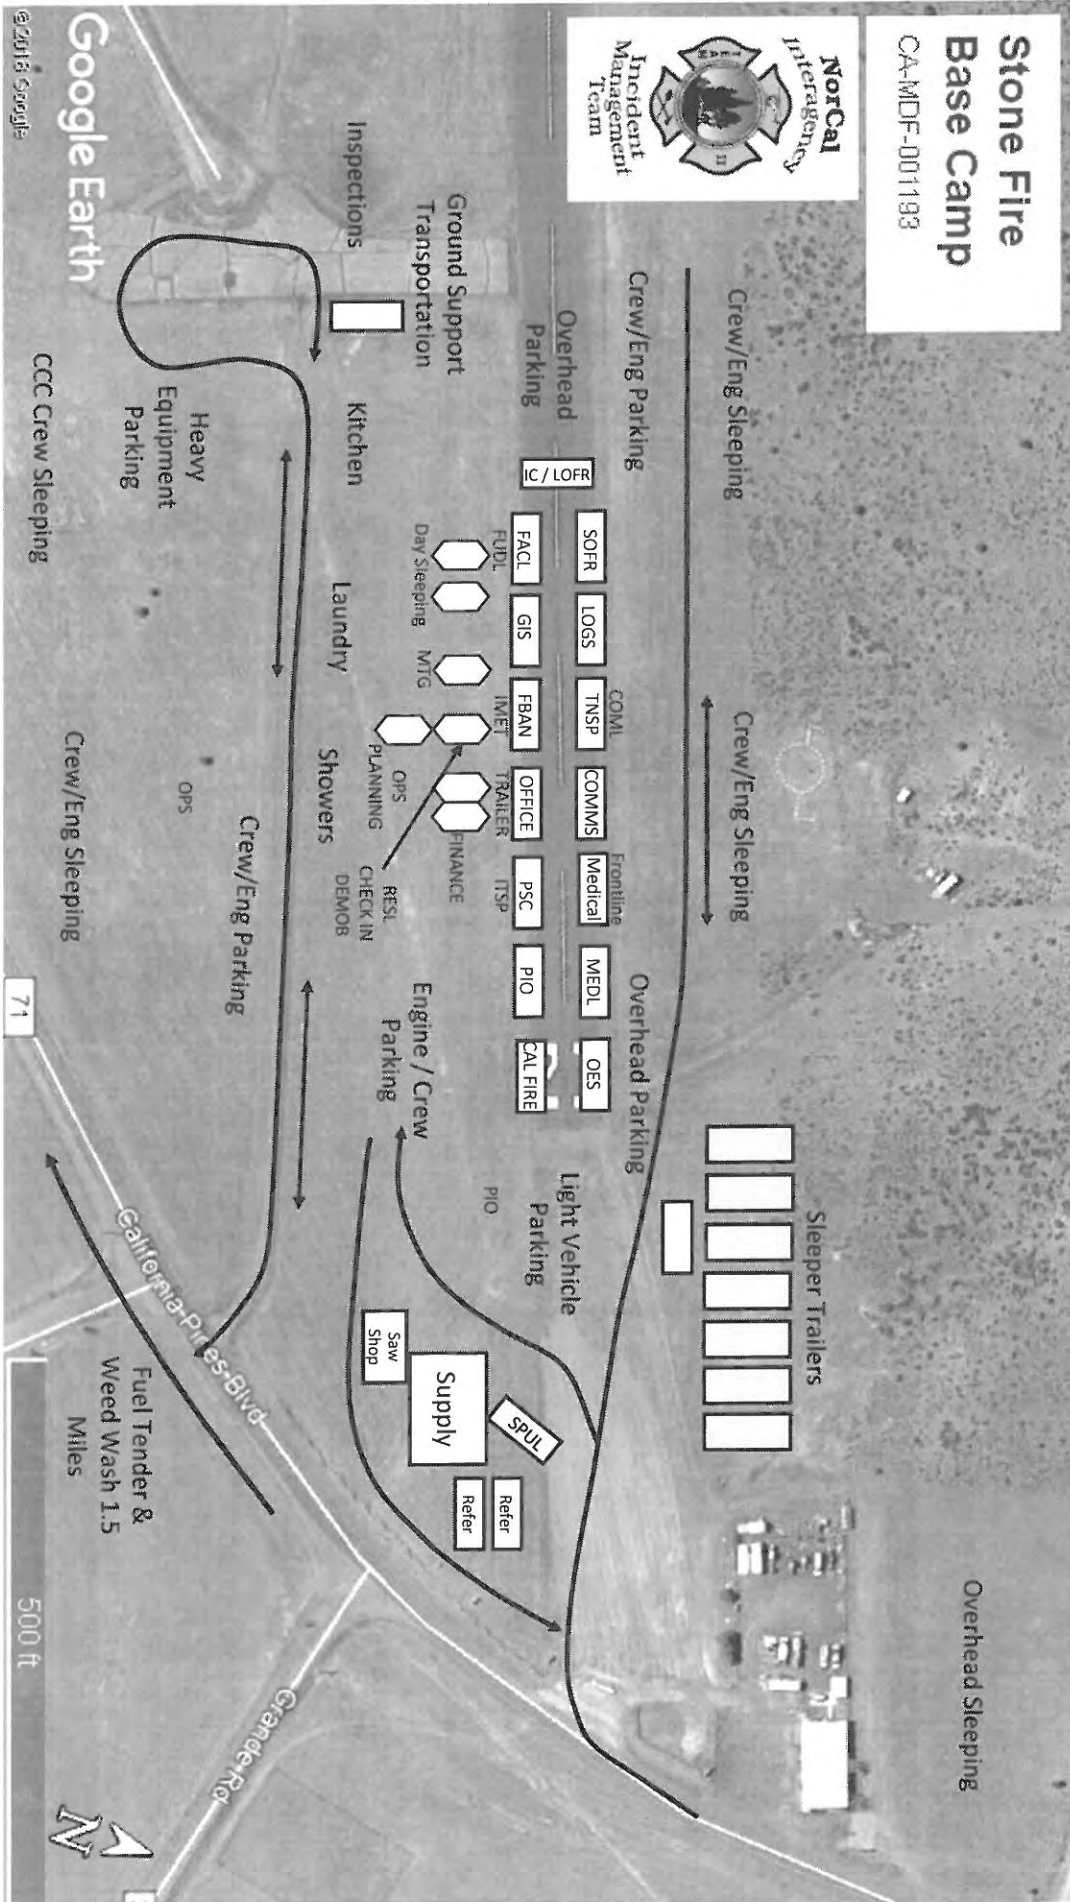 Stone Fire
Base Camp
CA-MDF-001193
NorCal
Interagency
Incident
Management
Team
II
Crew/Eng Sleeping
Crew/Eng Sleeping
Overhead Sleeping
Sleeper Trailers
Crew/Eng Parking
Overhead Parking
Overhead
Parking
IC / LOFR
COML
Frontline
SOFR
LOGS
TNSP
COMMS
Medical
MEDL
OES
FACL
GIS
FBAN
OFFICE
PSC
PIO
CAL FIRE
FUDL
IMET
TRAILER
ITSP
Day Sleeping
MTG
FINANCE
OPS
PLANNING
RESL
CHECK IN
DEMOB
Light Vehicle
Parking
PIO
Engine / Crew
Parking
SPUL
Supply
Saw
Shop
Refer
Refer
Ground Support
Transportation
Inspections
Kitchen
Laundry
Showers
Heavy
Equipment
Parking
Crew/Eng Parking
OPS
CCC Crew Sleeping
Crew/Eng Sleeping
71
California Pines Blvd
Grande Rd
Fuel Tender &
Weed Wash 1.5
Miles
Google Earth
© 2018 Google
500 ft
N